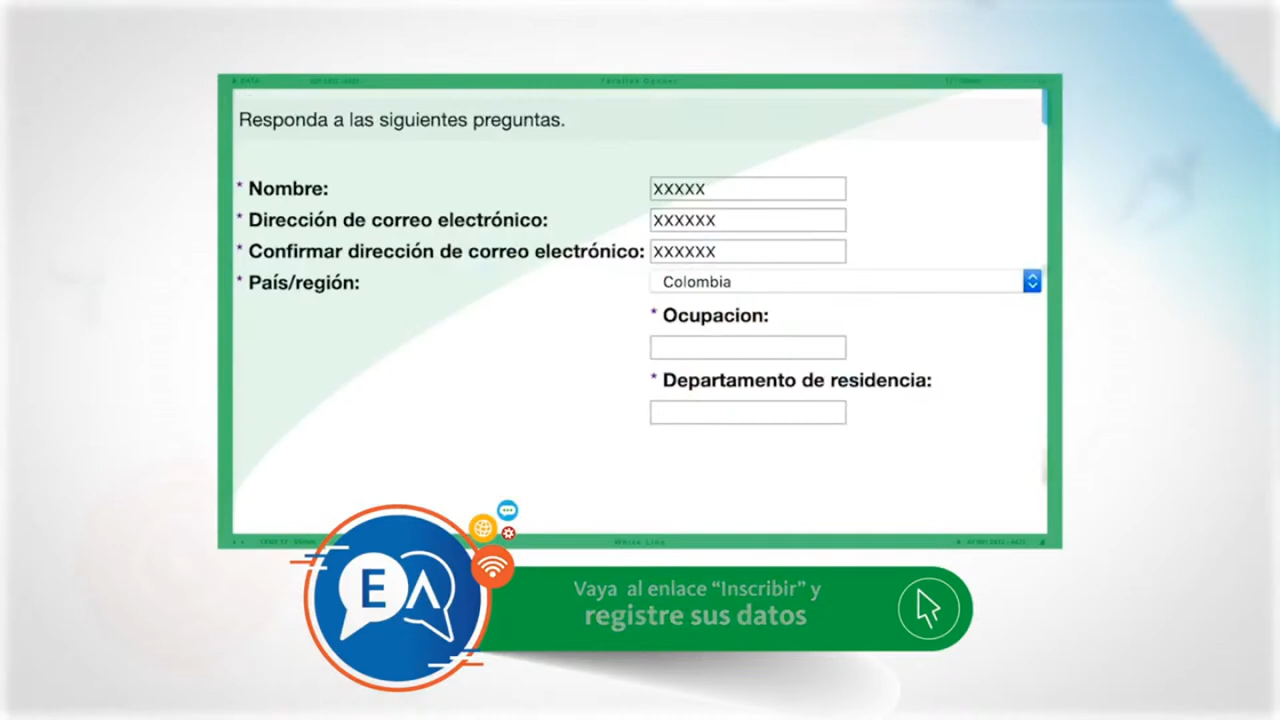 Responda a las siguientes preguntas.
* Nombre:
XXXXX
* Dirección de correo electrónico:
XXXXXX
* Confirmar dirección de correo electrónico:
XXXXXX
* País/región:
Colombia
* Ocupacion:
* Departamento de residencia:
EA
Vaya al enlace “Inscribir” y
registre sus datos